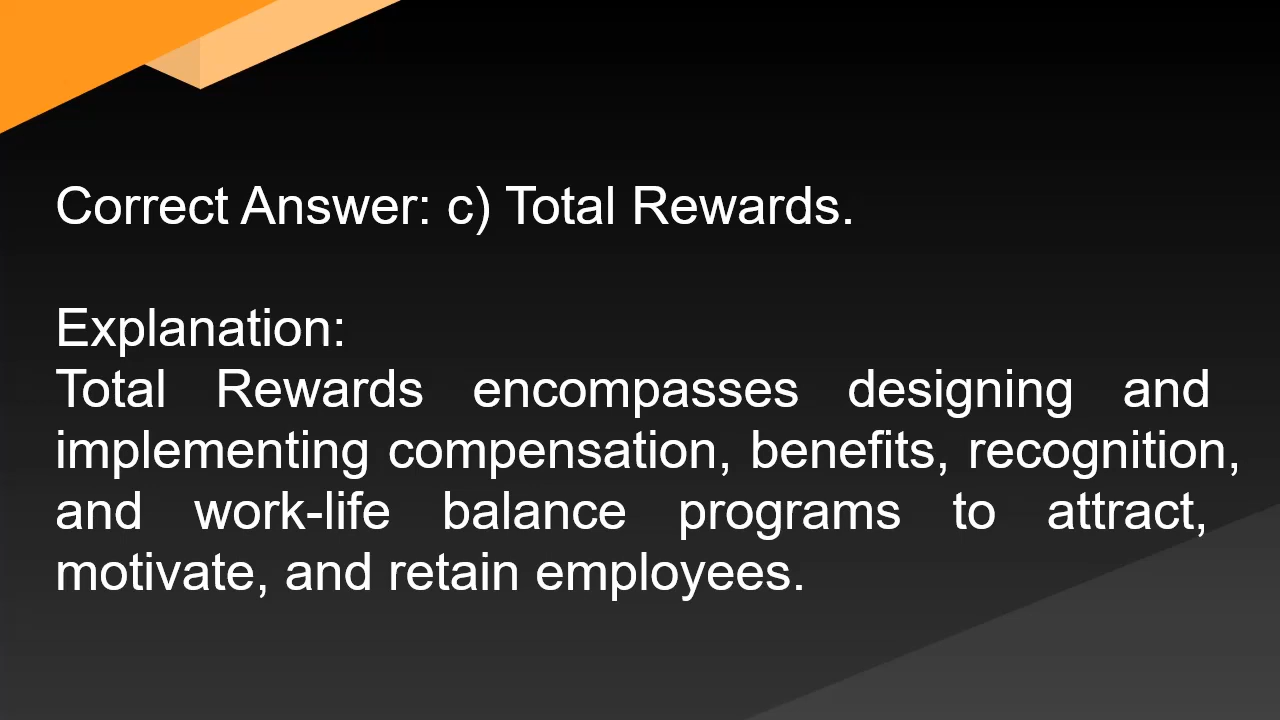 Correct Answer: c) Total Rewards.
Explanation:
Total Rewards encompasses designing and
implementing compensation, benefits, recognition,
and work-life balance programs to attract,
motivate, and retain employees.